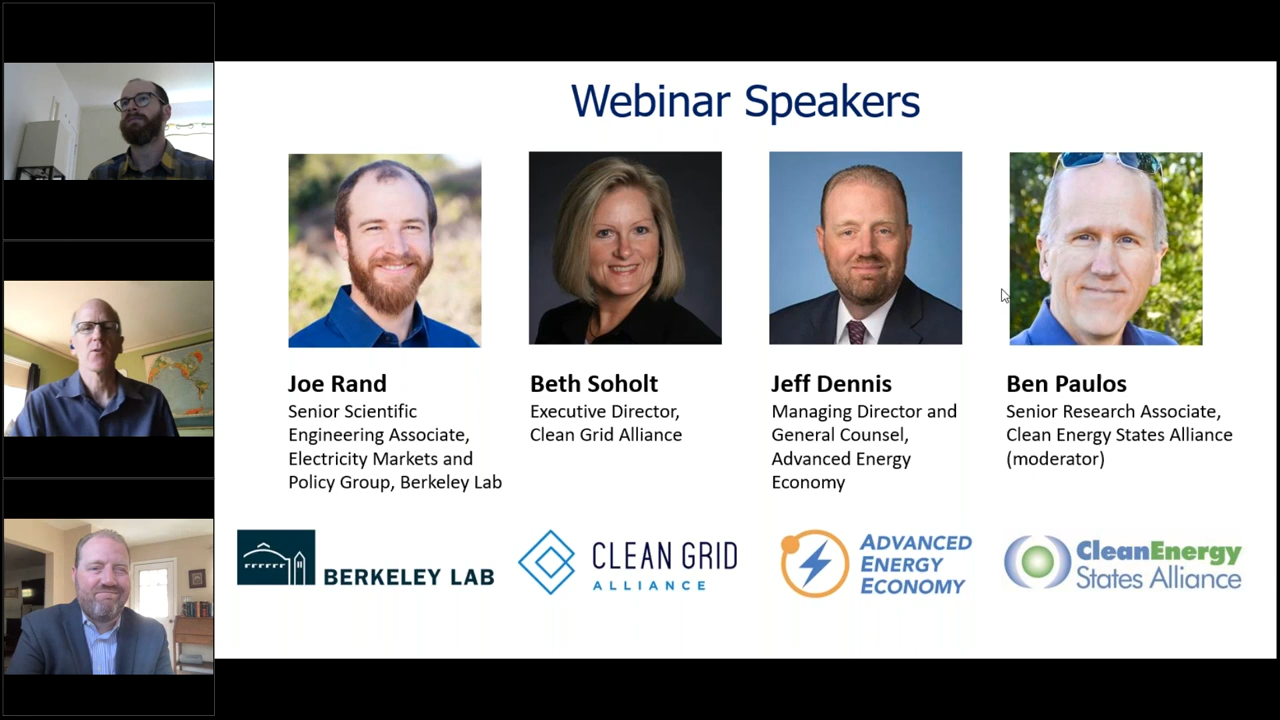 Webinar Speakers
Joe Rand
Senior Scientific
Engineering Associate,
Electricity Markets and
Policy Group, Berkeley Lab
Beth Soholt
Executive Director,
Clean Grid Alliance
Jeff Dennis
Managing Director and
General Counsel,
Advanced Energy
Economy
Ben Paulos
Senior Research Associate,
Clean Energy States Alliance
(moderator)
BERKELEY LAB
CLEAN GRID
ALLIANCE
ADVANCED
ENERGY
ECONOMY
CleanEnergy
States Alliance